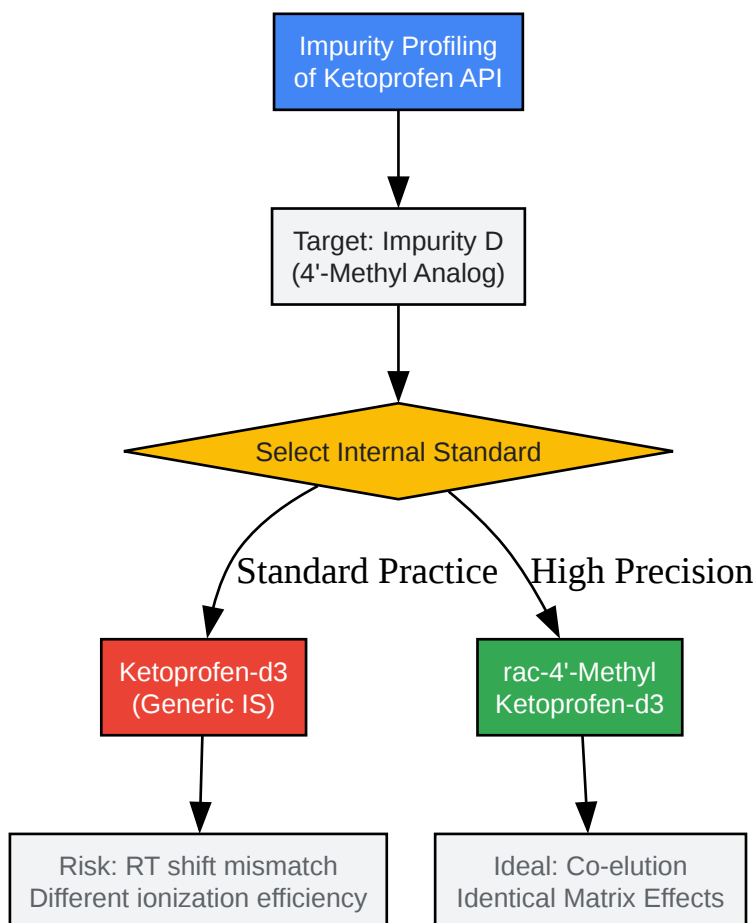 Impurity Profiling
of Ketoprofen API
Target: Impurity D
(4'-Methyl Analog)
Select Internal Standard
Standard Practice
High Precision
Ketoprofen-d3
(Generic IS)
rac-4'-Methyl
Ketoprofen-d3
Risk: RT shift mismatch
Different ionization efficiency
Ideal: Co-elution
Identical Matrix Effects